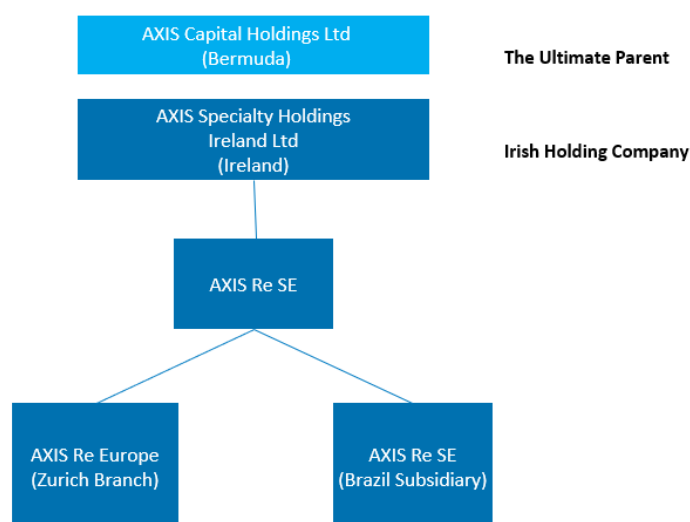 AXIS Capital Holdings Ltd
(Bermuda)
The Ultimate Parent
AXIS Specialty Holdings
Ireland Ltd
(Ireland)
Irish Holding Company
AXIS Re SE
AXIS Re Europe
(Zurich Branch)
AXIS Re SE
(Brazil Subsidiary)